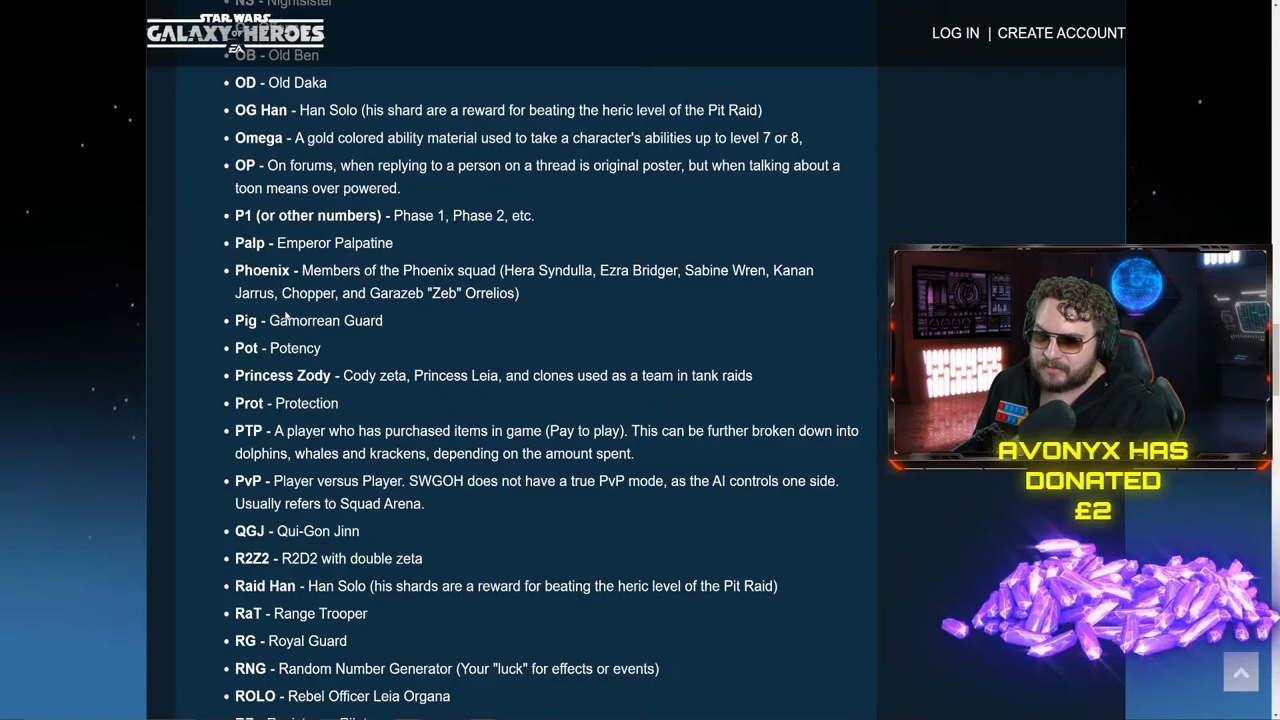 NS - Nightsister
STAR WARS
GALAXY OF HEROES
EA
LOG IN | CREATE ACCOUNT
OB - Old Ben
• OD - Old Daka
• OG Han - Han Solo (his shard are a reward for beating the heric level of the Pit Raid)
• Omega - A gold colored ability material used to take a character's abilities up to level 7 or 8,
• OP - On forums, when replying to a person on a thread is original poster, but when talking about a
toon means over powered.
• P1 (or other numbers) - Phase 1, Phase 2, etc.
• Palp - Emperor Palpatine
• Phoenix - Members of the Phoenix squad (Hera Syndulla, Ezra Bridger, Sabine Wren, Kanan
Jarrus, Chopper, and Garazeb "Zeb" Orrelios)
• Pig - Gamorrean Guard
• Pot - Potency
• Princess Zody - Cody zeta, Princess Leia, and clones used as a team in tank raids
• Prot - Protection
• PTP - A player who has purchased items in game (Pay to play). This can be further broken down into
dolphins, whales and krackens, depending on the amount spent.
• PvP - Player versus Player. SWGOH does not have a true PvP mode, as the AI controls one side.
Usually refers to Squad Arena.
• QGJ - Qui-Gon Jinn
• R2Z2 - R2D2 with double zeta
• Raid Han - Han Solo (his shards are a reward for beating the heric level of the Pit Raid)
• RaT - Range Trooper
• RG - Royal Guard
• RNG - Random Number Generator (Your "luck" for effects or events)
• ROLO - Rebel Officer Leia Organa
AVONYX HAS
DONATED
£2